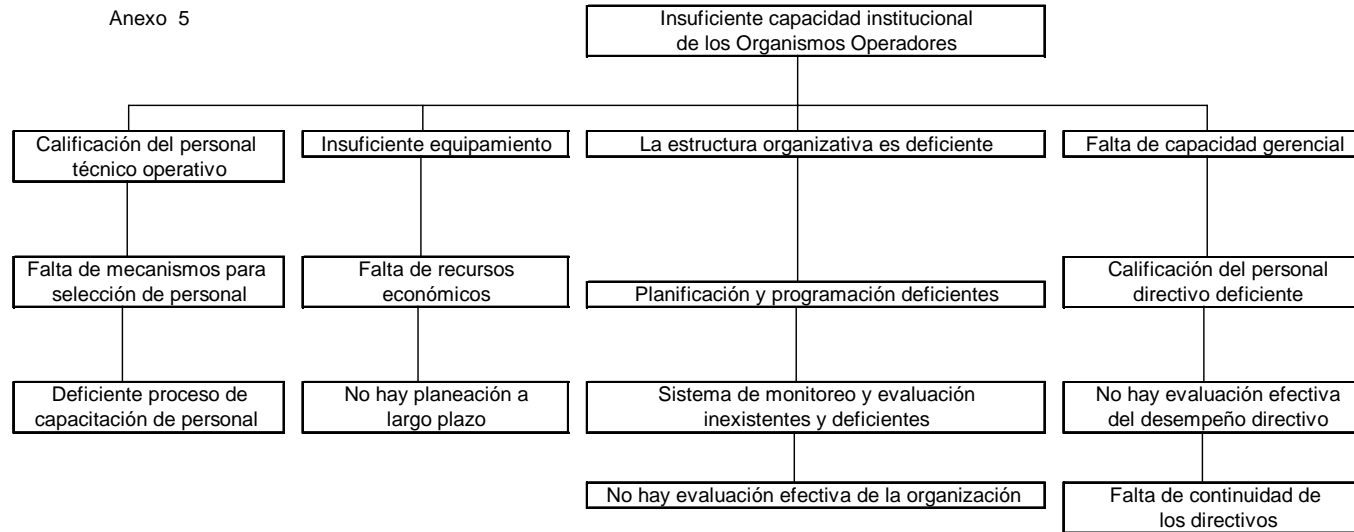 Anexo 5
Insuficiente capacidad institucional
de los Organismos Operadores
Calificación del personal
técnico operativo
Insuficiente equipamiento
La estructura organizativa es deficiente
Falta de capacidad gerencial
Falta de mecanismos para
selección de personal
Falta de recursos
económicos
Planificación y programación deficientes
Calificación del personal
directivo deficiente
Deficiente proceso de
capacitación de personal
No hay planeación a
largo plazo
Sistema de monitoreo y evaluación
inexistentes y deficientes
No hay evaluación efectiva
del desempeño directivo
No hay evaluación efectiva de la organización
Falta de continuidad de
los directivos